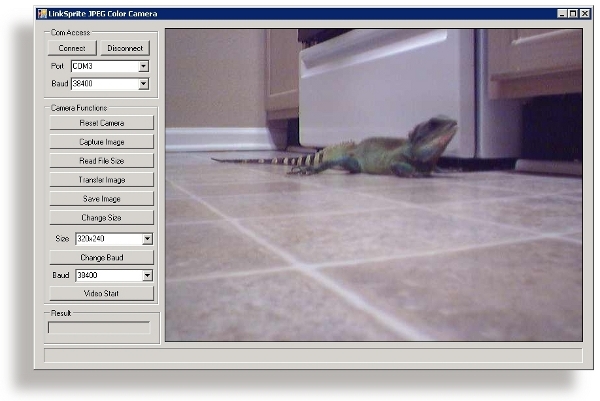 LinkSprite JPEG Color Camera
Com Access
Connect Disconnect
Port COM3
Baud 38400
Camera Functions
Reset Camera
Capture Image
Read File Size
Transfer Image
Save Image
Change Size
Size 320x240
Change Baud
Baud 38400
Video Start
Result